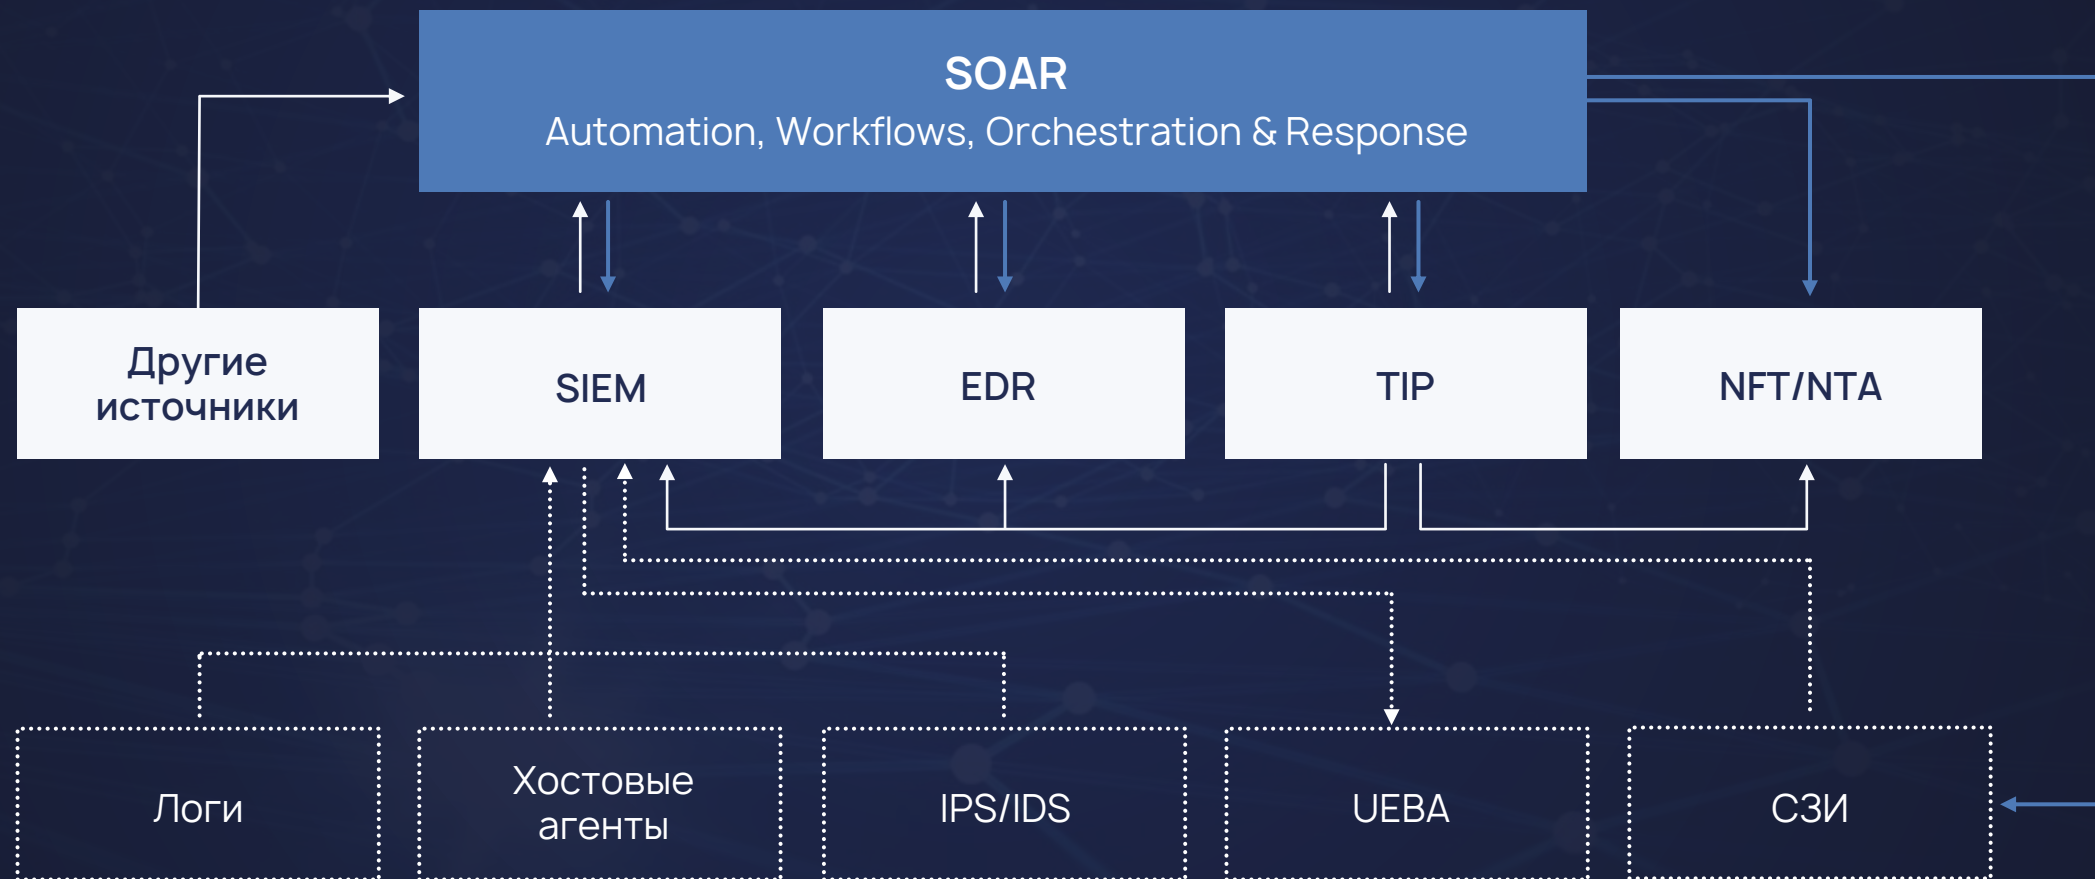 SOAR
Automation, Workflows, Orchestration & Response
Другие
источники
SIEM
EDR
TIP
NFT/NTA
Логи
Хостовые
агенты
IPS/IDS
UEBA
СЗИ